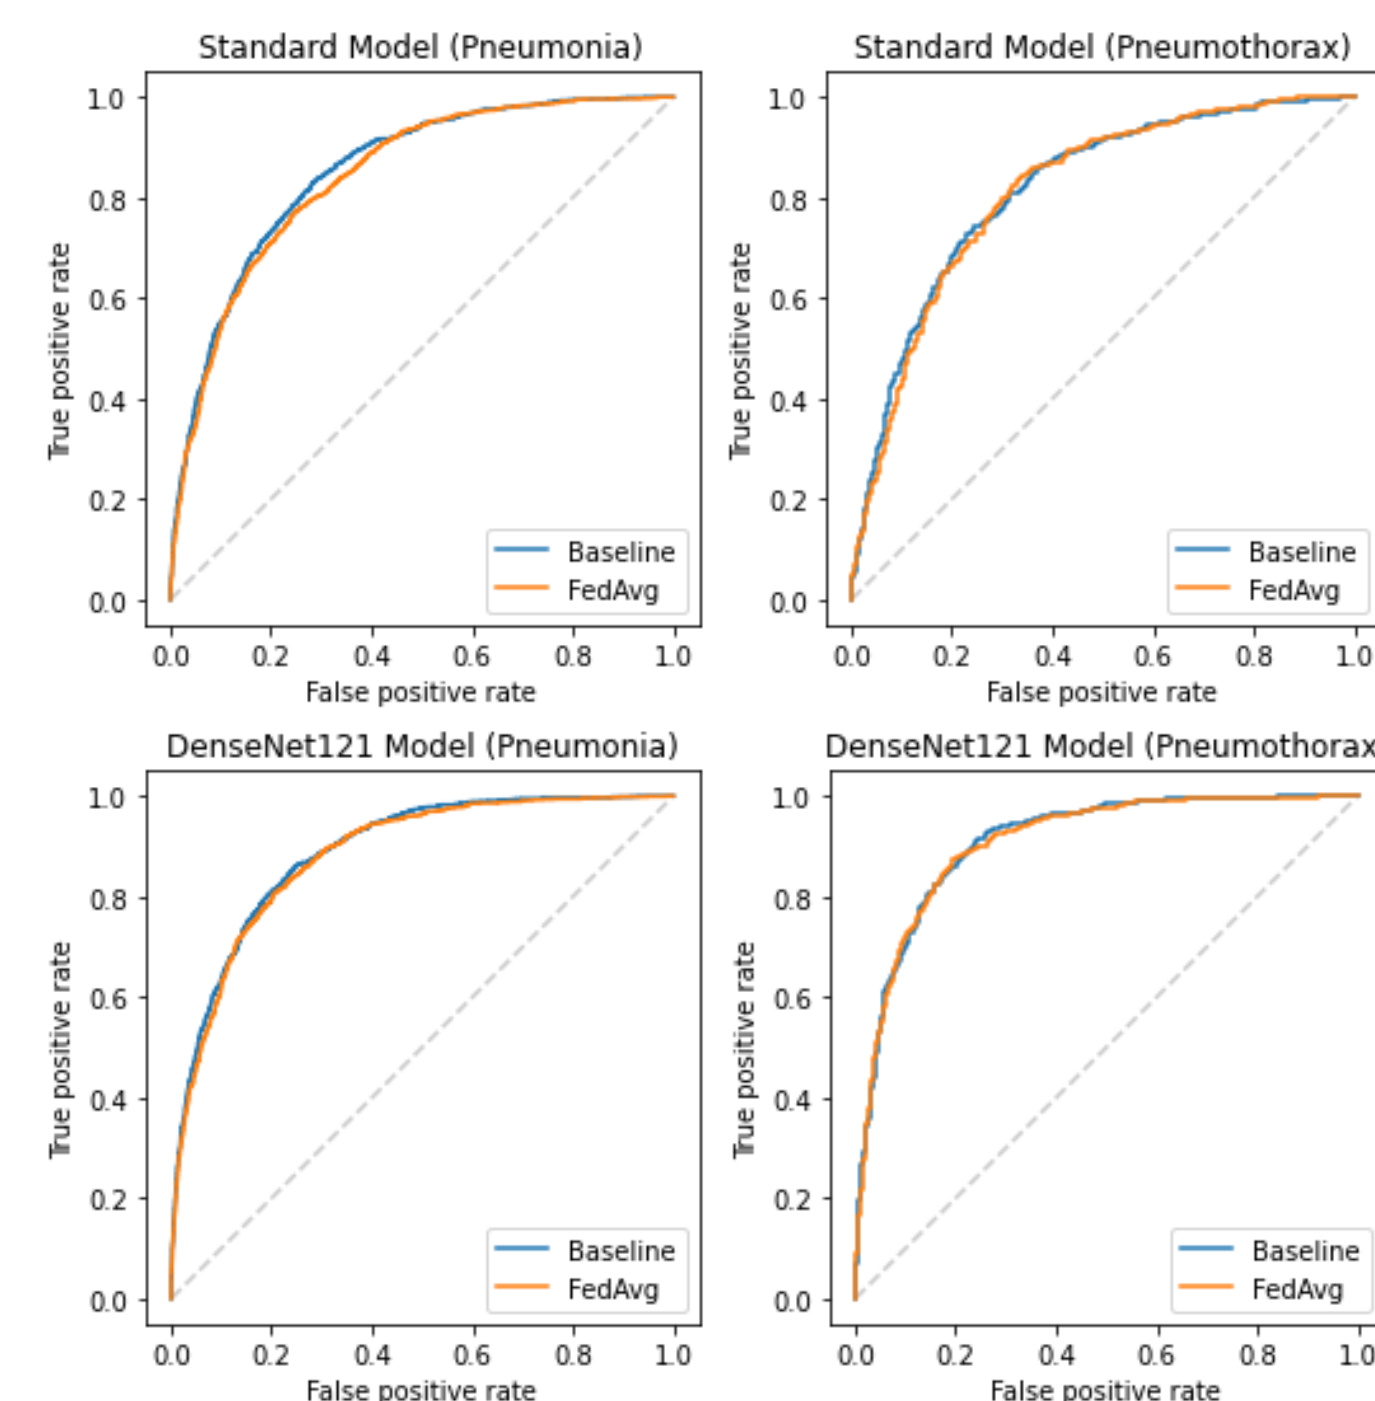 Standard Model (Pneumonia)
True positive rate
1.0
0.8
0.6
0.4
0.2
0.0
Baseline
FedAvg
0.0 0.2 0.4 0.6 0.8 1.0
False positive rate
Standard Model (Pneumothorax)
True positive rate
1.0
0.8
0.6
0.4
0.2
0.0
Baseline
FedAvg
0.0 0.2 0.4 0.6 0.8 1.0
False positive rate
DenseNet121 Model (Pneumonia)
True positive rate
1.0
0.8
0.6
0.4
0.2
0.0
Baseline
FedAvg
0.0 0.2 0.4 0.6 0.8 1.0
False positive rate
DenseNet121 Model (Pneumothorax
True positive rate
1.0
0.8
0.6
0.4
0.2
0.0
Baseline
FedAvg
0.0 0.2 0.4 0.6 0.8 1.0
False positive rate